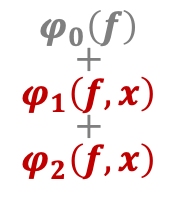 φ₀(f)
+
φ₁(f, x)
+
φ₂(f, x)